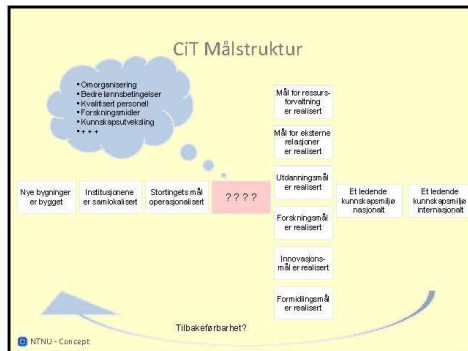 CiT Målstruktur
• Omorganisering
• Bedre lønnsbetingelser
• Kvalitisert personell
• Forskningsmidler
• Kunnskapsutveksling
• + + +
Nye bygninger
er bygget
Institusjonene
er samlokalisert
Stortingets mål
operasjonalisert
? ? ? ?
Mål for ressurs-
forvaltning
er realisert
Mål for eksterne
relasjoner
er realisert
Utdanningsmål
er realisert
Forskningsmål
er realisert
Innovasjons-
mål er realisert
Formidlingsmål
er realisert
Et ledende
kunnskapsmiljø
nasjonalt
Et ledende
kunnskapsmiljø
internasjonalt
Tilbakeførbarhet?
NTNU - Concept